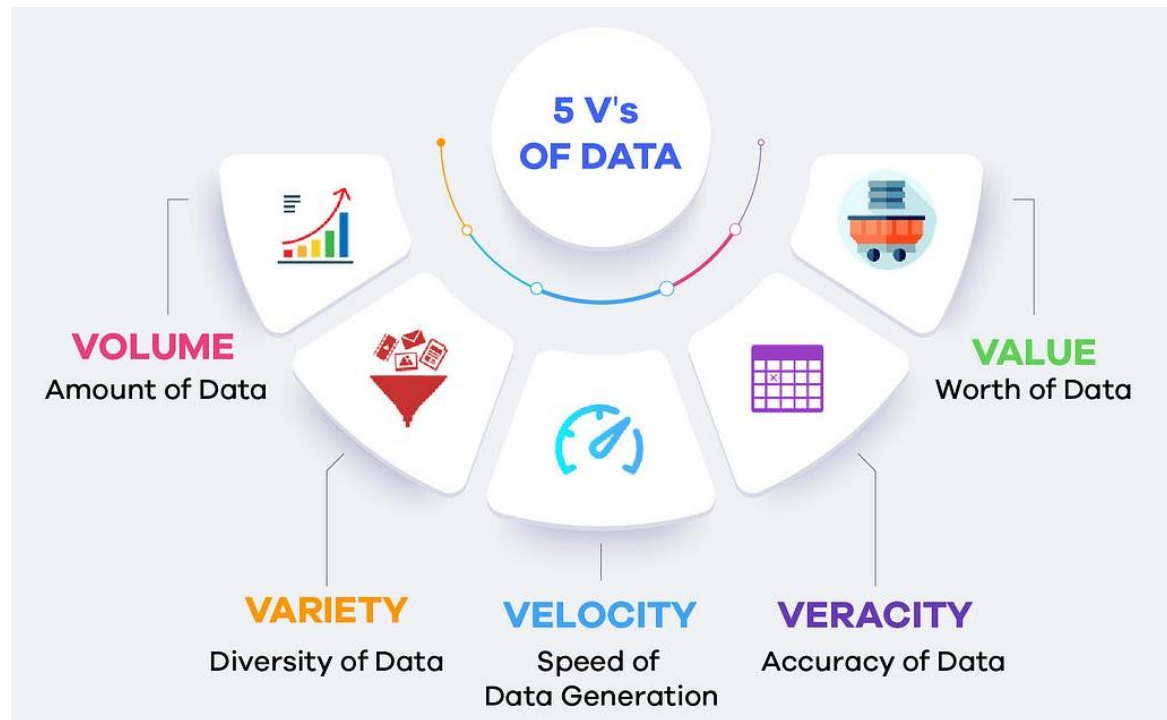 5 V's
OF DATA
VOLUME
Amount of Data
VARIETY
Diversity of Data
VELOCITY
Speed of
Data Generation
VERACITY
Accuracy of Data
VALUE
Worth of Data